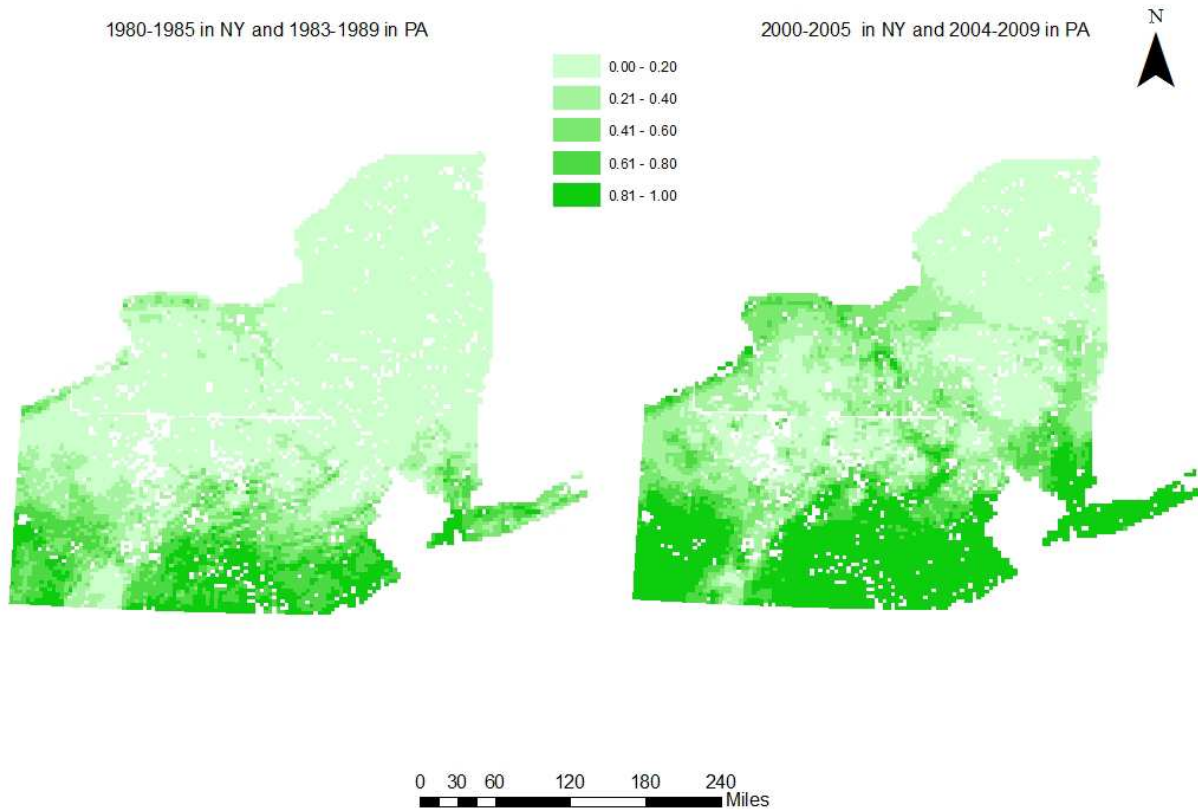 1980-1985 in NY and 1983-1989 in PA
2000-2005 in NY and 2004-2009 in PA
N
0.00 - 0.20
0.21 - 0.40
0.41 - 0.60
0.61 - 0.80
0.81 - 1.00
0 30 60 120 180 240
Miles